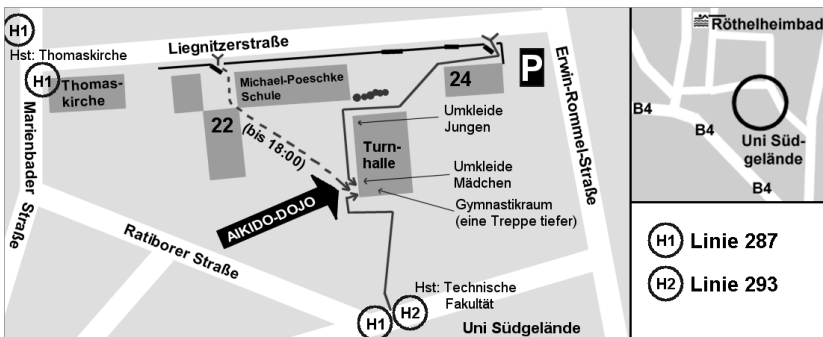 H1
Hst: Thomaskirche
H1
Thomas-
kirche
Liegnitzerstraße
Michael-Poeschke
Schule
22
(bis 18:00)
24
P
Erwin-Rommel-Straße
Umkleide
Jungen
Turn-
halle
Umkleide
Mädchen
Gymnastikraum
(eine Treppe tiefer)
AIKIDO-DOJO
Marienbader
Straße
Ratiborer Straße
Hst: Technische
Fakultät
H1
H2
Uni Südgelände
Röthelheimbad
B4
B4
Uni Süd-
gelände
B4
H1 Linie 287
H2 Linie 293